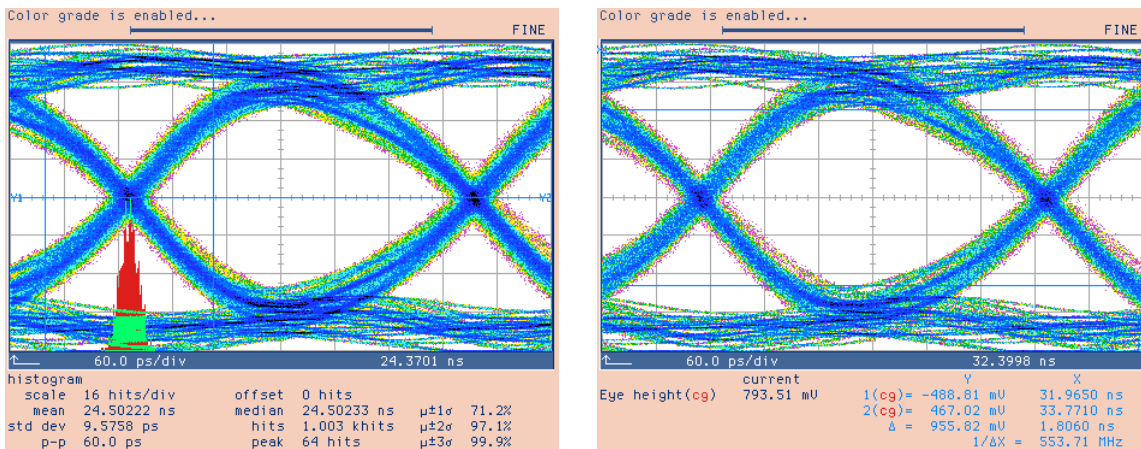 Color grade is enabled...
FINE
Y1
Y2
60.0 ps/div
24.3701 ns
histogram
scale 16 hits/div offset 0 hits
mean 24.50222 ns median 24.50233 ns µ±1σ 71.2%
std dev 9.5758 ps hits 1.003 khits µ±2σ 97.1%
p-p 60.0 ps peak 64 hits µ±3σ 99.9%
Color grade is enabled...
FINE
60.0 ps/div
32.3998 ns
current Y X
Eye height(cg) 793.51 mV 1(cg)= -488.81 mV 31.9650 ns
2(cg)= 467.02 mV 33.7710 ns
Δ = 955.82 mV 1.8060 ns
1/ΔX = 553.71 MHz